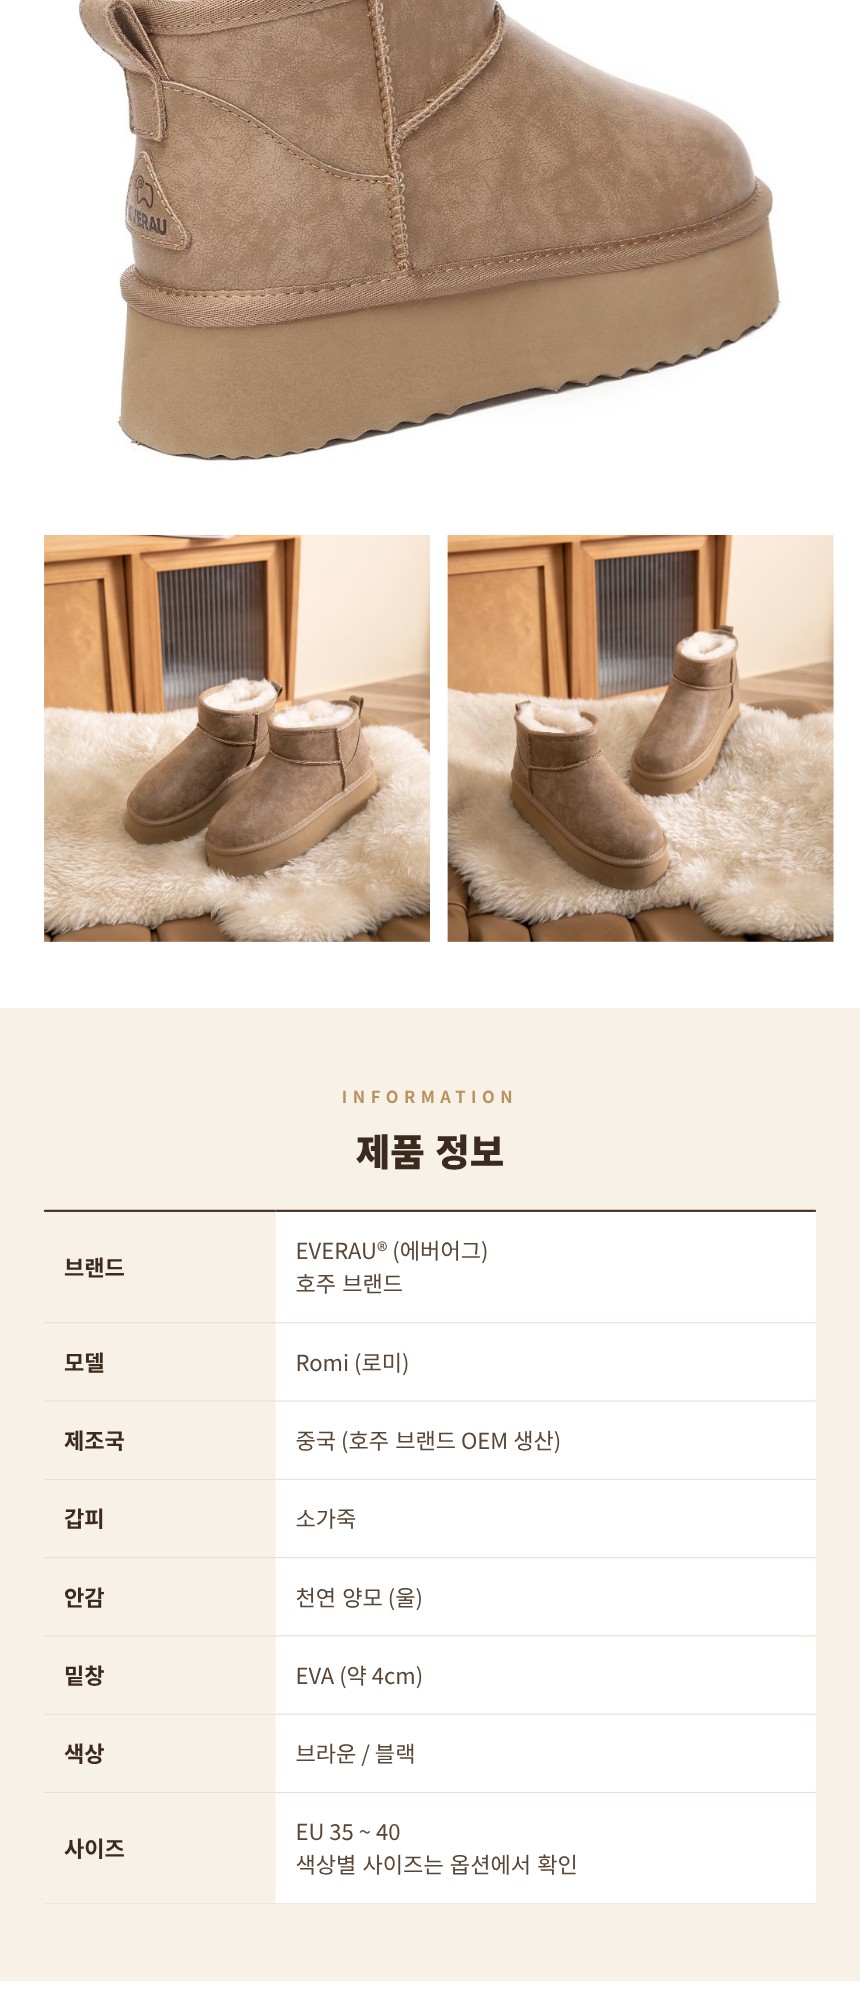 EVERAU
INFORMATION
제품 정보
브랜드
EVERAU® (에버어그)
호주 브랜드
모델
Romi (로미)
제조국
중국 (호주 브랜드 OEM 생산)
갑피
소가죽
안감
천연 양모 (울)
밑창
EVA (약 4cm)
색상
브라운 / 블랙
사이즈
EU 35 ~ 40
색상별 사이즈는 옵션에서 확인